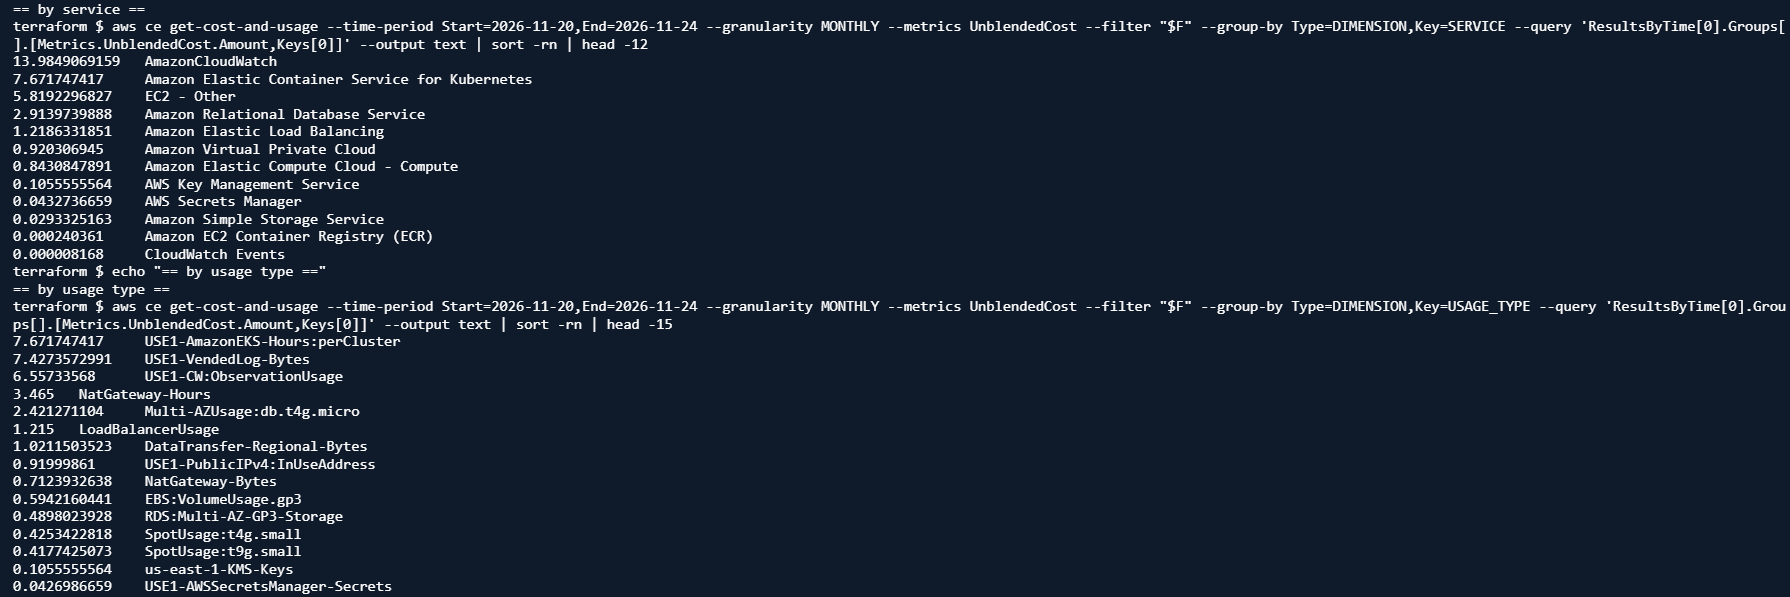 == by service ==
terraform $ aws ce get-cost-and-usage --time-period Start=2026-11-20,End=2026-11-24 --granularity MONTHLY --metrics UnblendedCost --filter "$F" --group-by Type=DIMENSION,Key=SERVICE --query 'ResultsByTime[0].Groups[
].[Metrics.UnblendedCost.Amount,Keys[0]]' --output text | sort -rn | head -12
13.9849069159 AmazonCloudWatch
7.671747417 Amazon Elastic Container Service for Kubernetes
5.8192296827 EC2 - Other
2.9139739888 Amazon Relational Database Service
1.2186331851 Amazon Elastic Load Balancing
0.920306945 Amazon Virtual Private Cloud
0.8430847891 Amazon Elastic Compute Cloud - Compute
0.1055555564 AWS Key Management Service
0.0432736659 AWS Secrets Manager
0.0293325163 Amazon Simple Storage Service
0.000240361 Amazon EC2 Container Registry (ECR)
0.000008168 CloudWatch Events
terraform $ echo "== by usage type =="
== by usage type ==
terraform $ aws ce get-cost-and-usage --time-period Start=2026-11-20,End=2026-11-24 --granularity MONTHLY --metrics UnblendedCost --filter "$F" --group-by Type=DIMENSION,Key=USAGE_TYPE --query 'ResultsByTime[0].Grou
ps[].[Metrics.UnblendedCost.Amount,Keys[0]]' --output text | sort -rn | head -15
7.671747417 USE1-AmazonEKS-Hours:perCluster
7.4273572991 USE1-VendedLog-Bytes
6.55733568 USE1-CW:ObservationUsage
3.465 NatGateway-Hours
2.421271104 Multi-AZUsage:db.t4g.micro
1.215 LoadBalancerUsage
1.0211503523 DataTransfer-Regional-Bytes
0.91999861 USE1-PublicIPv4:InUseAddress
0.7123932638 NatGateway-Bytes
0.5942160441 EBS:VolumeUsage.gp3
0.4898023928 RDS:Multi-AZ-GP3-Storage
0.4253422818 SpotUsage:t4g.small
0.4177425073 SpotUsage:t9g.small
0.1055555564 us-east-1-KMS-Keys
0.0426986659 USE1-AWSSecretsManager-Secrets